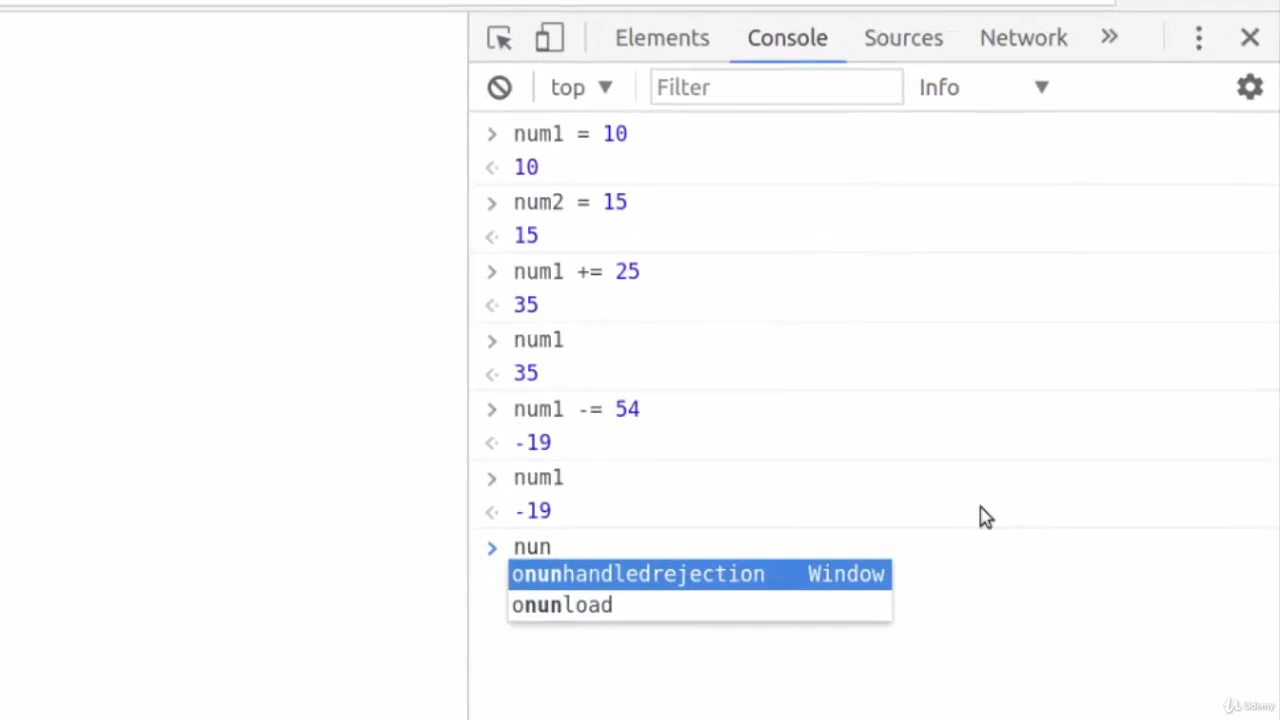 Elements Console Sources Network »
top ▼ Filter Info ▼
> num1 = 10
<· 10
> num2 = 15
<· 15
> num1 += 25
<· 35
> num1
<· 35
> num1 -= 54
<· -19
> num1
<· -19
> nun
onunhandledrejection Window
onunload
Udemy